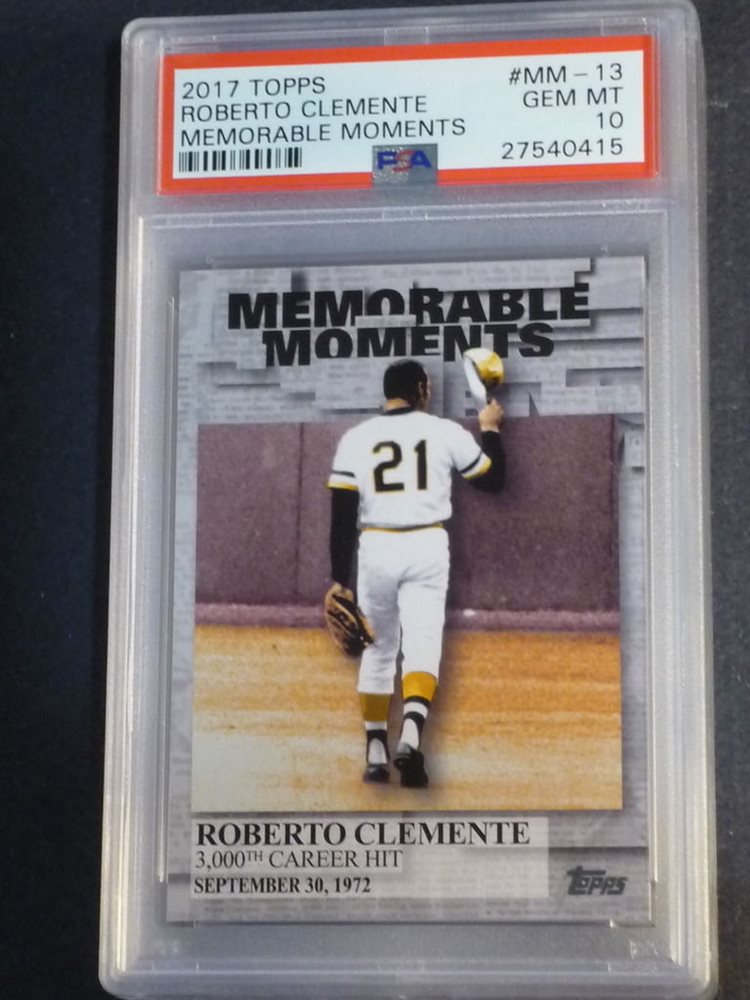 2017 TOPPS #MM-13
ROBERTO CLEMENTE GEM MT
MEMORABLE MOMENTS 10
PSA 27540415
MEMORABLE
MOMENTS
21
ROBERTO CLEMENTE
3,000TH CAREER HIT
SEPTEMBER 30, 1972
Topps